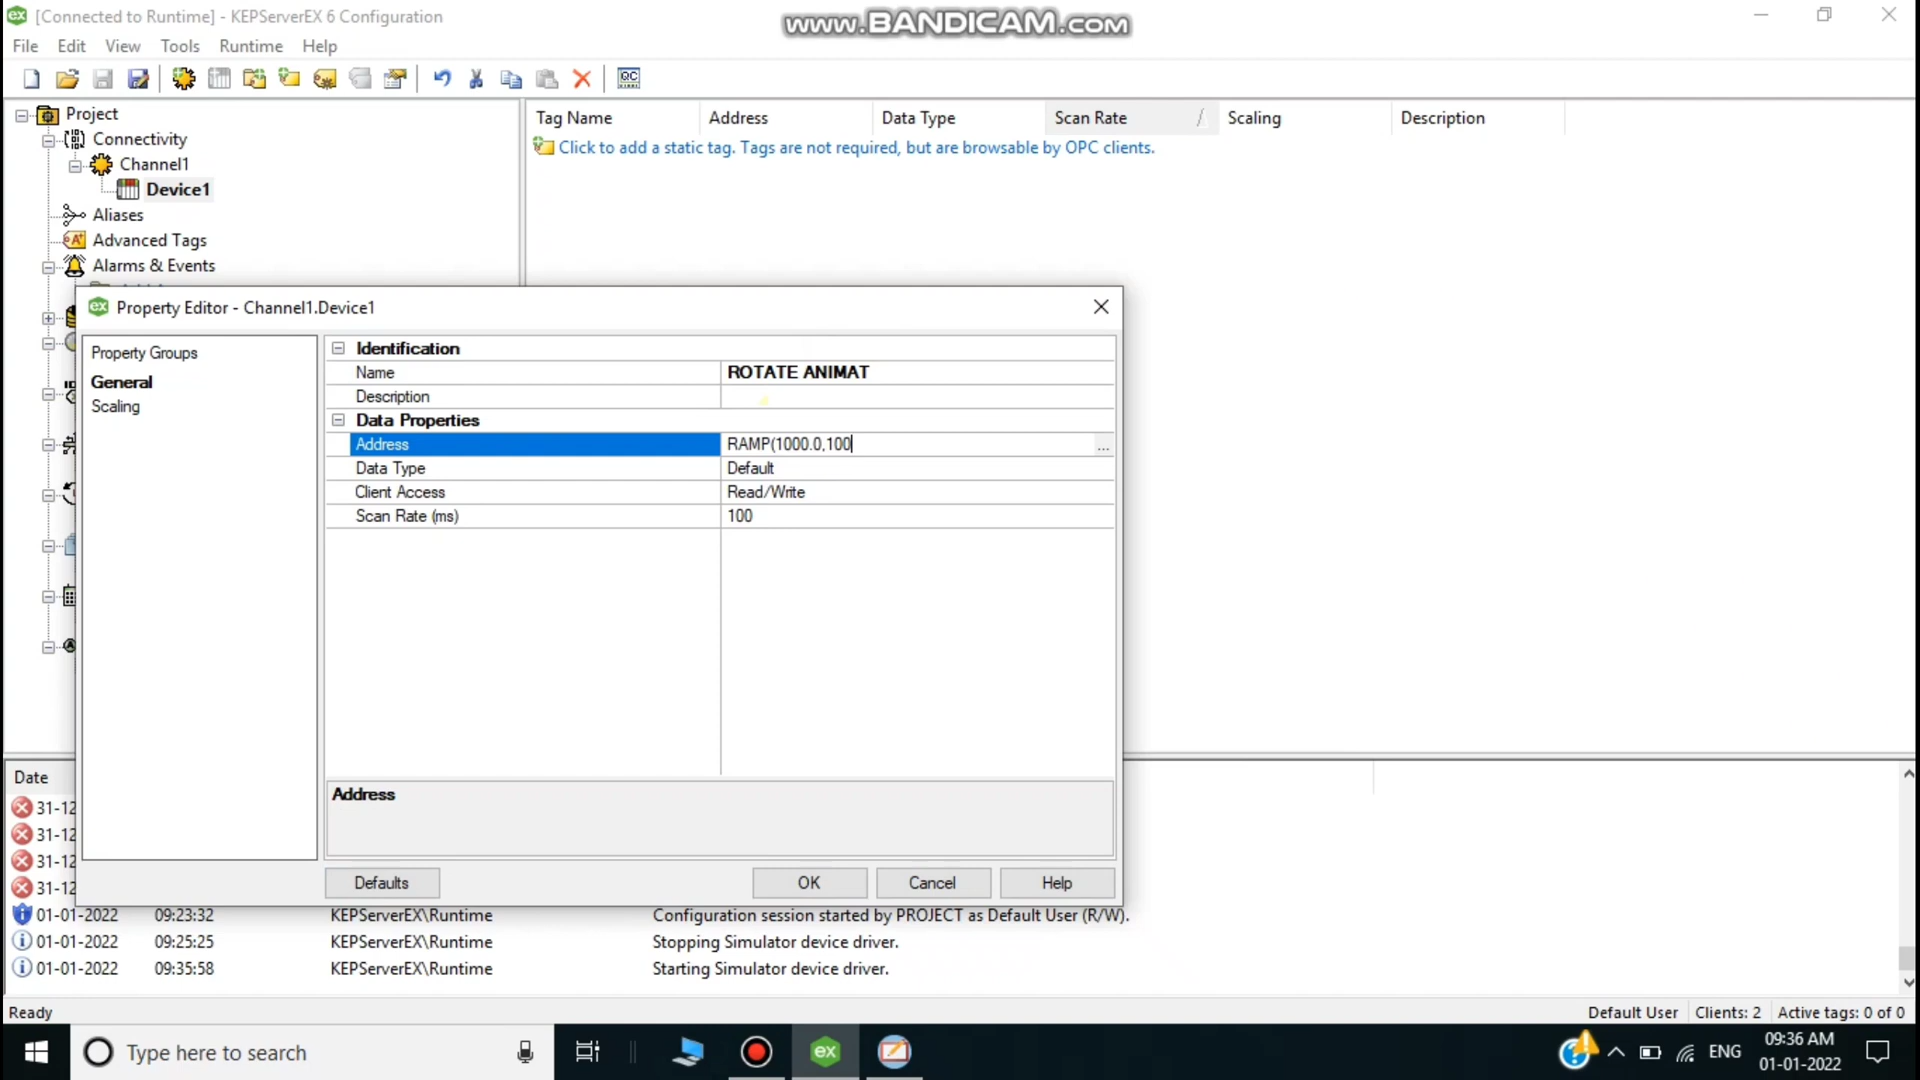 [Connected to Runtime] - KEPServerEX 6 Configuration
www.BANDICAM.com
File Edit View Tools Runtime Help
Project
Connectivity
Channel1
Device1
Aliases
Advanced Tags
Alarms & Events
Tag Name Address Data Type Scan Rate Scaling Description
Click to add a static tag. Tags are not required, but are browsable by OPC clients.
Property Editor - Channel1.Device1
Property Groups
General
Scaling
Identification
Name ROTATE ANIMAT
Description
Data Properties
Address RAMP(1000.0,100
Data Type Default
Client Access Read/Write
Scan Rate (ms) 100
Address
Defaults OK Cancel Help
Date
31-12
31-12
31-12
31-12
01-01-2022 09:23:32 KEPServerEX\Runtime Configuration session started by PROJECT as Default User (R/W).
01-01-2022 09:25:25 KEPServerEX\Runtime Stopping Simulator device driver.
01-01-2022 09:35:58 KEPServerEX\Runtime Starting Simulator device driver.
Ready Default User Clients: 2 Active tags: 0 of 0
Type here to search
ENG
09:36 AM
01-01-2022